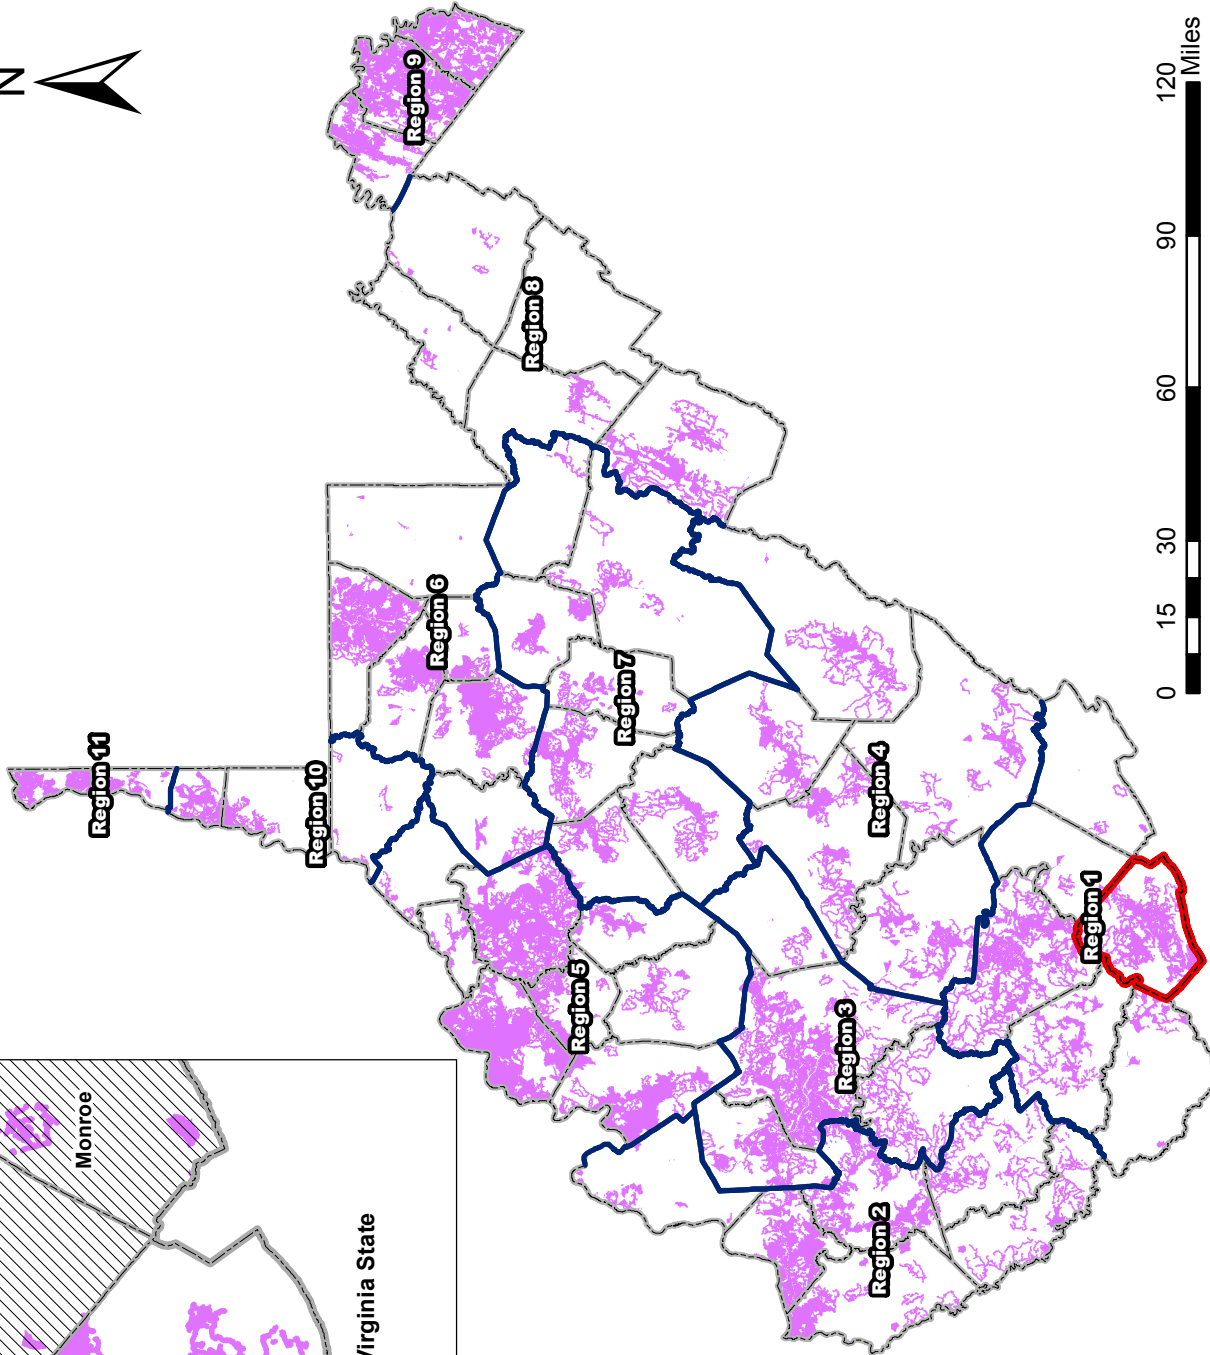 N
Region 9
Region 8
Region 11
Region 10
Region 6
Region 7
Region 5
Region 4
Region 3
Region 1
Region 2
Monroe
Virginia State
0 15 30 60 90 120
Miles